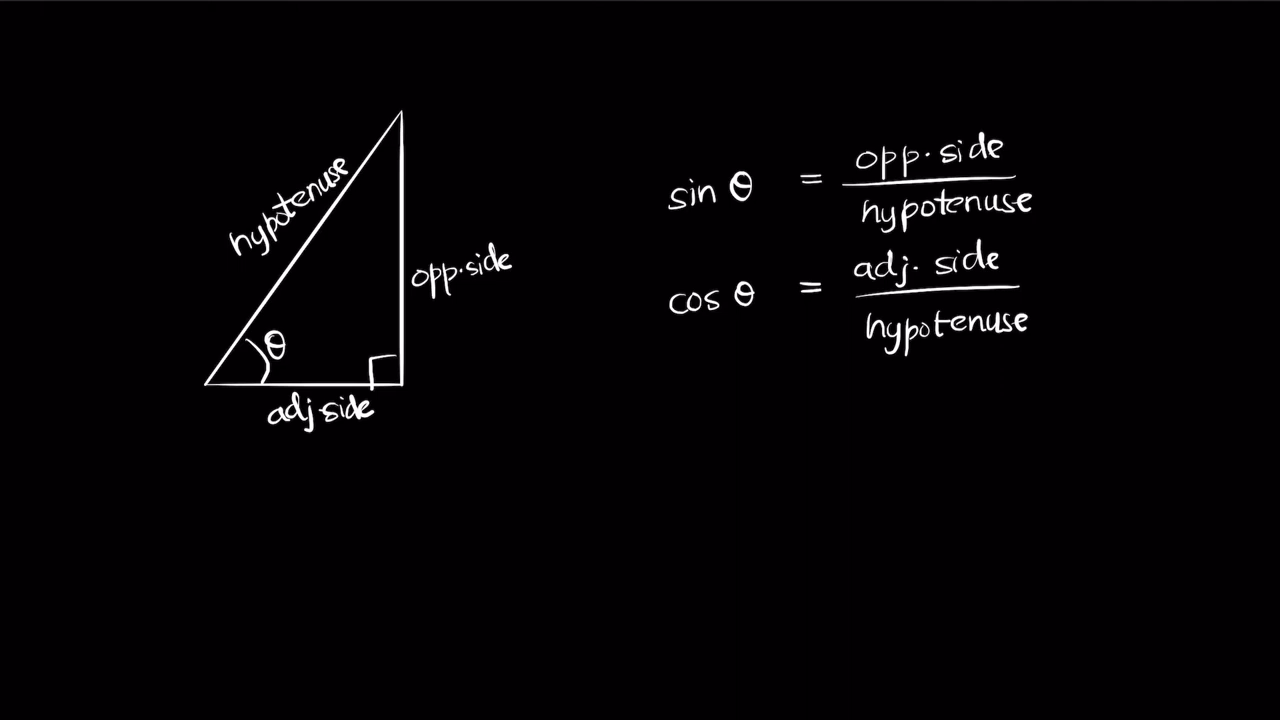 hypotenuse
opp. side
θ
adj. side
sin θ = opp. side / hypotenuse
cos θ = adj. side / hypotenuse